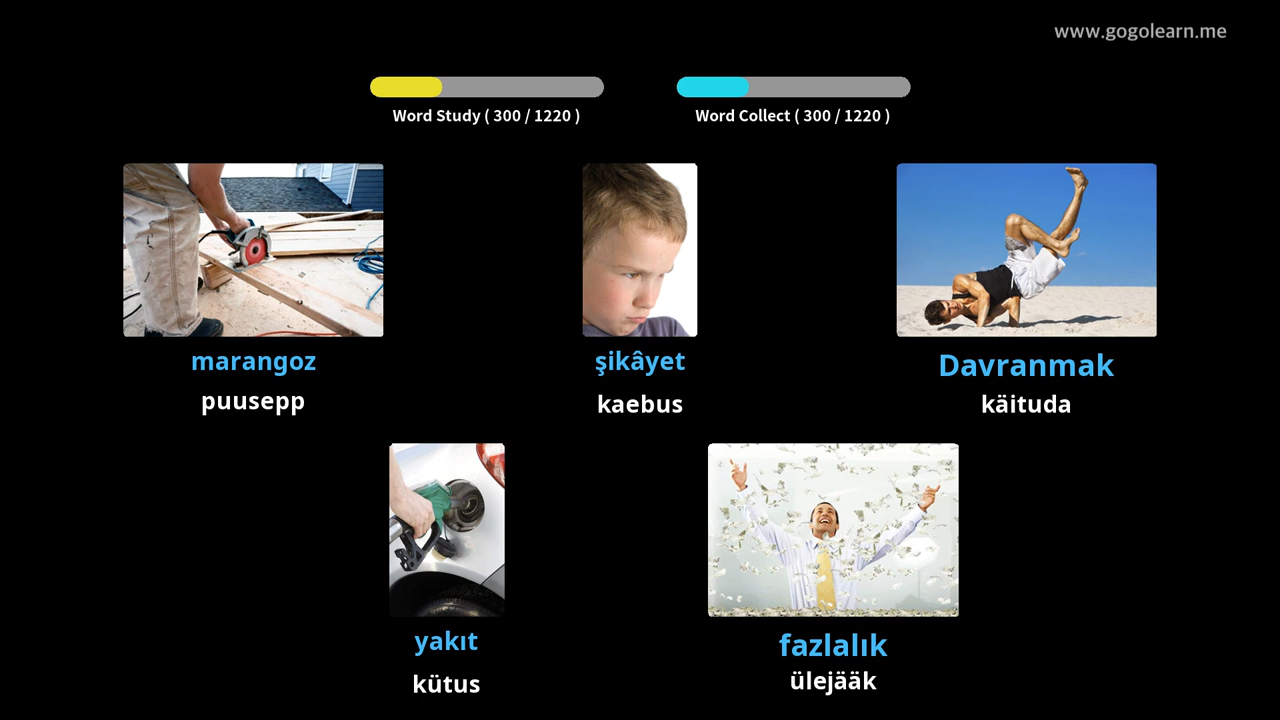 www.gogolearn.me
Word Study ( 300 / 1220 )
Word Collect ( 300 / 1220 )
marangoz
puusepp
şikâyet
kaebus
Davranmak
käituda
yakıt
kütus
fazlalık
ülejääk